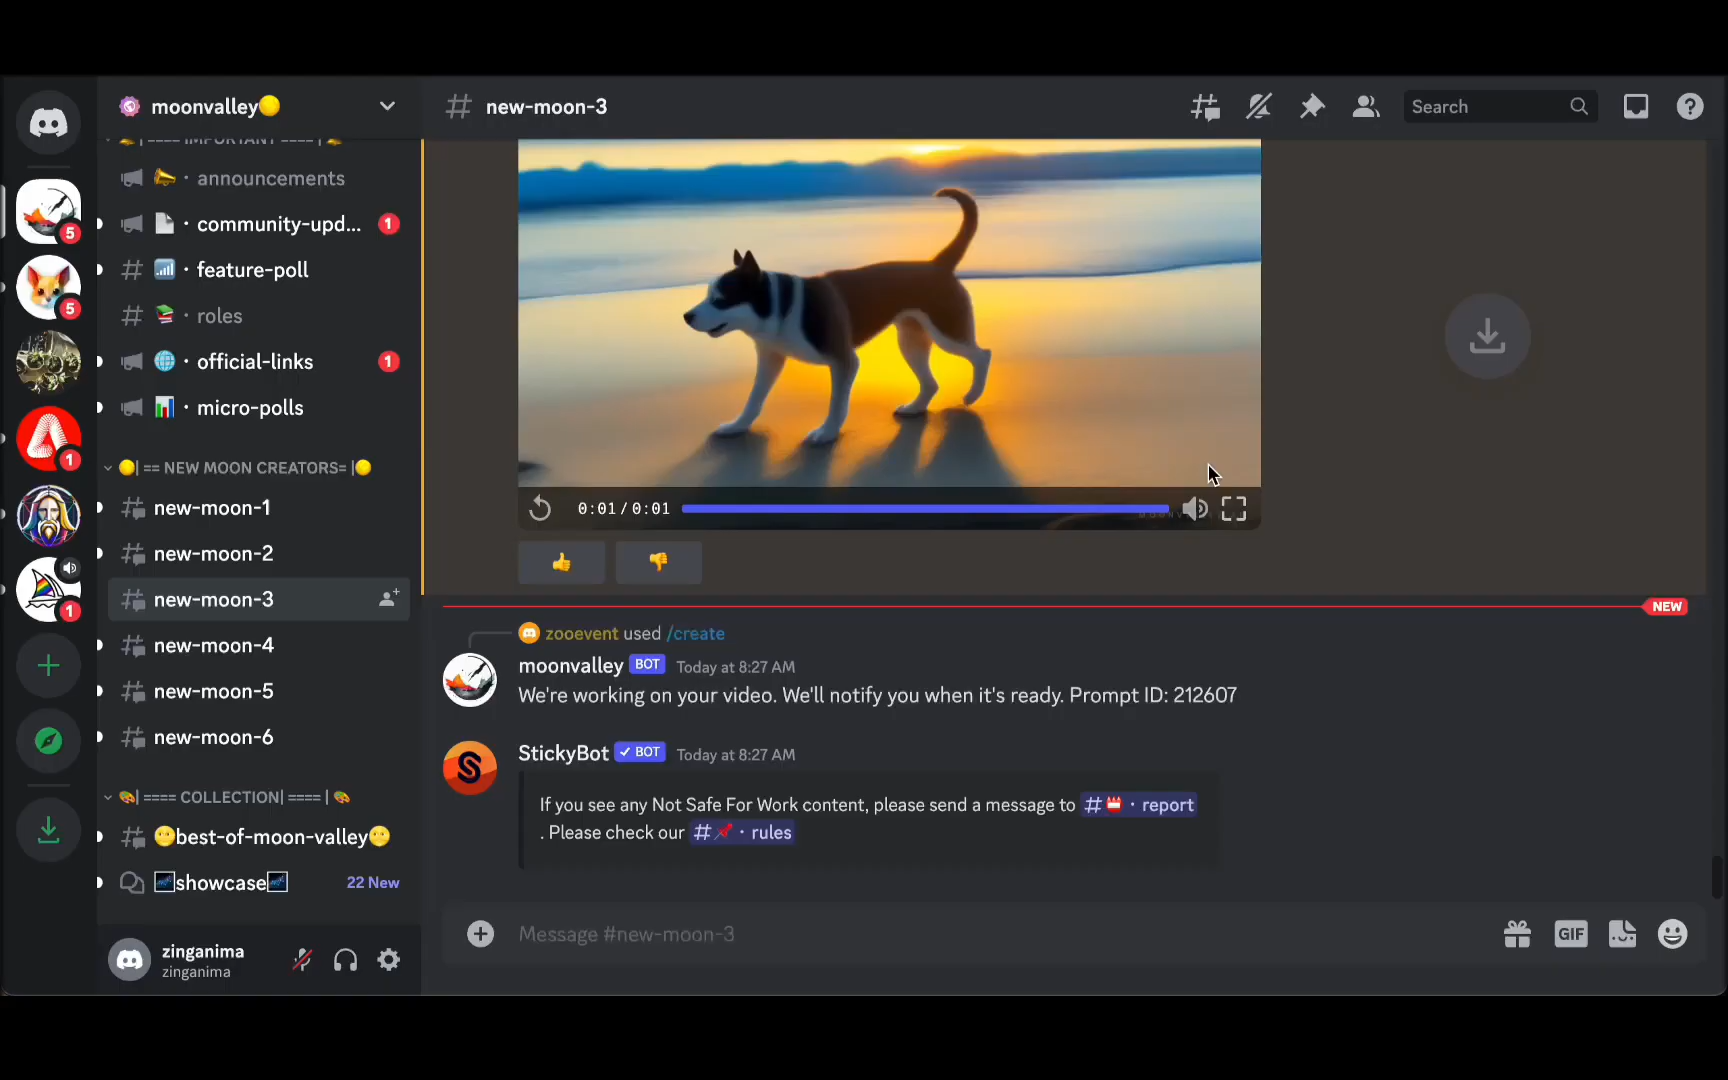 moonvalley
==== IMPORTANT ====
announcements
community-upd... 1
feature-poll
roles
official-links 1
micro-polls
== NEW MOON CREATORS=
new-moon-1
new-moon-2
new-moon-3
new-moon-4
new-moon-5
new-moon-6
==== COLLECTION| ====
best-of-moon-valley
showcase 22 New
zinganima
zinganima
5
5
1
1
new-moon-3
Search
0:01/0:01
NEW
zooevent used /create
moonvalley BOT Today at 8:27 AM
We're working on your video. We'll notify you when it's ready. Prompt ID: 212607
StickyBot ✓ BOT Today at 8:27 AM
If you see any Not Safe For Work content, please send a message to # · report
. Please check our # · rules
Message #new-moon-3
GIF